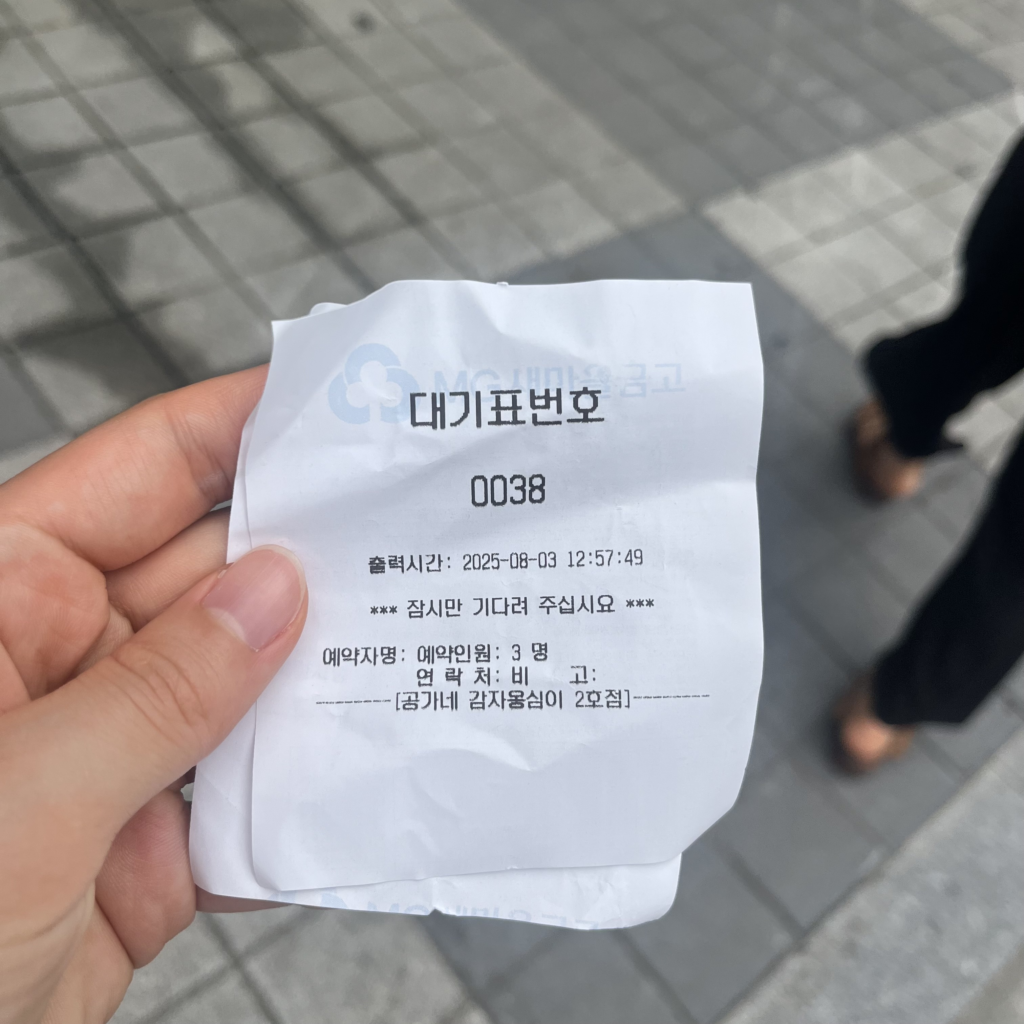 MG새마을금고
대기표번호
0038
출력시간: 2025-08-03 12:57:49
*** 잠시만 기다려 주십시요 ***
예약자명: 예약인원: 3 명
연 락 처: 비 고:
----------[공가네 감자옹심이 2호점]----------